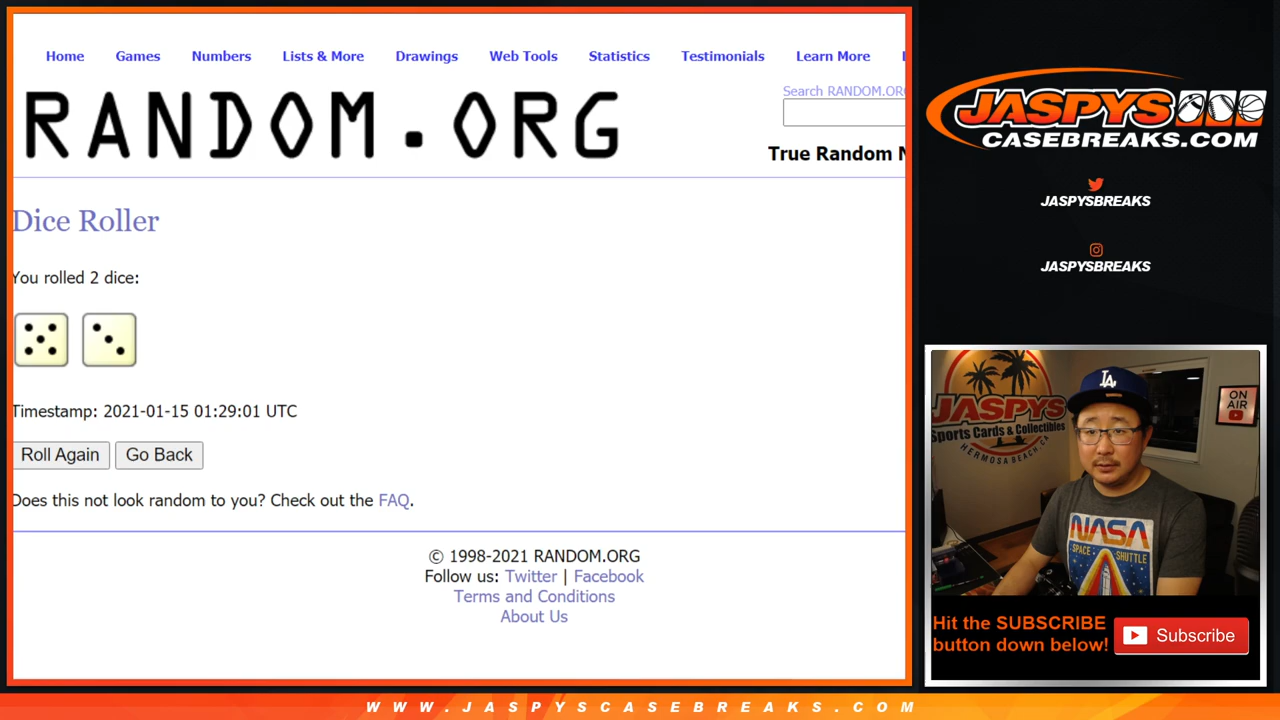 Home Games Numbers Lists & More Drawings Web Tools Statistics Testimonials Learn More
Search RANDOM.ORG
RANDOM.ORG
True Random N
Dice Roller
You rolled 2 dice:
Timestamp: 2021-01-15 01:29:01 UTC
Roll Again Go Back
Does this not look random to you? Check out the FAQ.
© 1998-2021 RANDOM.ORG
Follow us: Twitter | Facebook
Terms and Conditions
About Us
JASPYS
CASEBREAKS.COM
JASPYSBREAKS
JASPYSBREAKS
JASPYS
Sports Cards & Collectibles
HERMOSA BEACH, CA
LA
ON
AIR
NASA
SPACE SHUTTLE
Hit the SUBSCRIBE
button down below!
Subscribe
WWW.JASPYSCASEBREAKS.COM